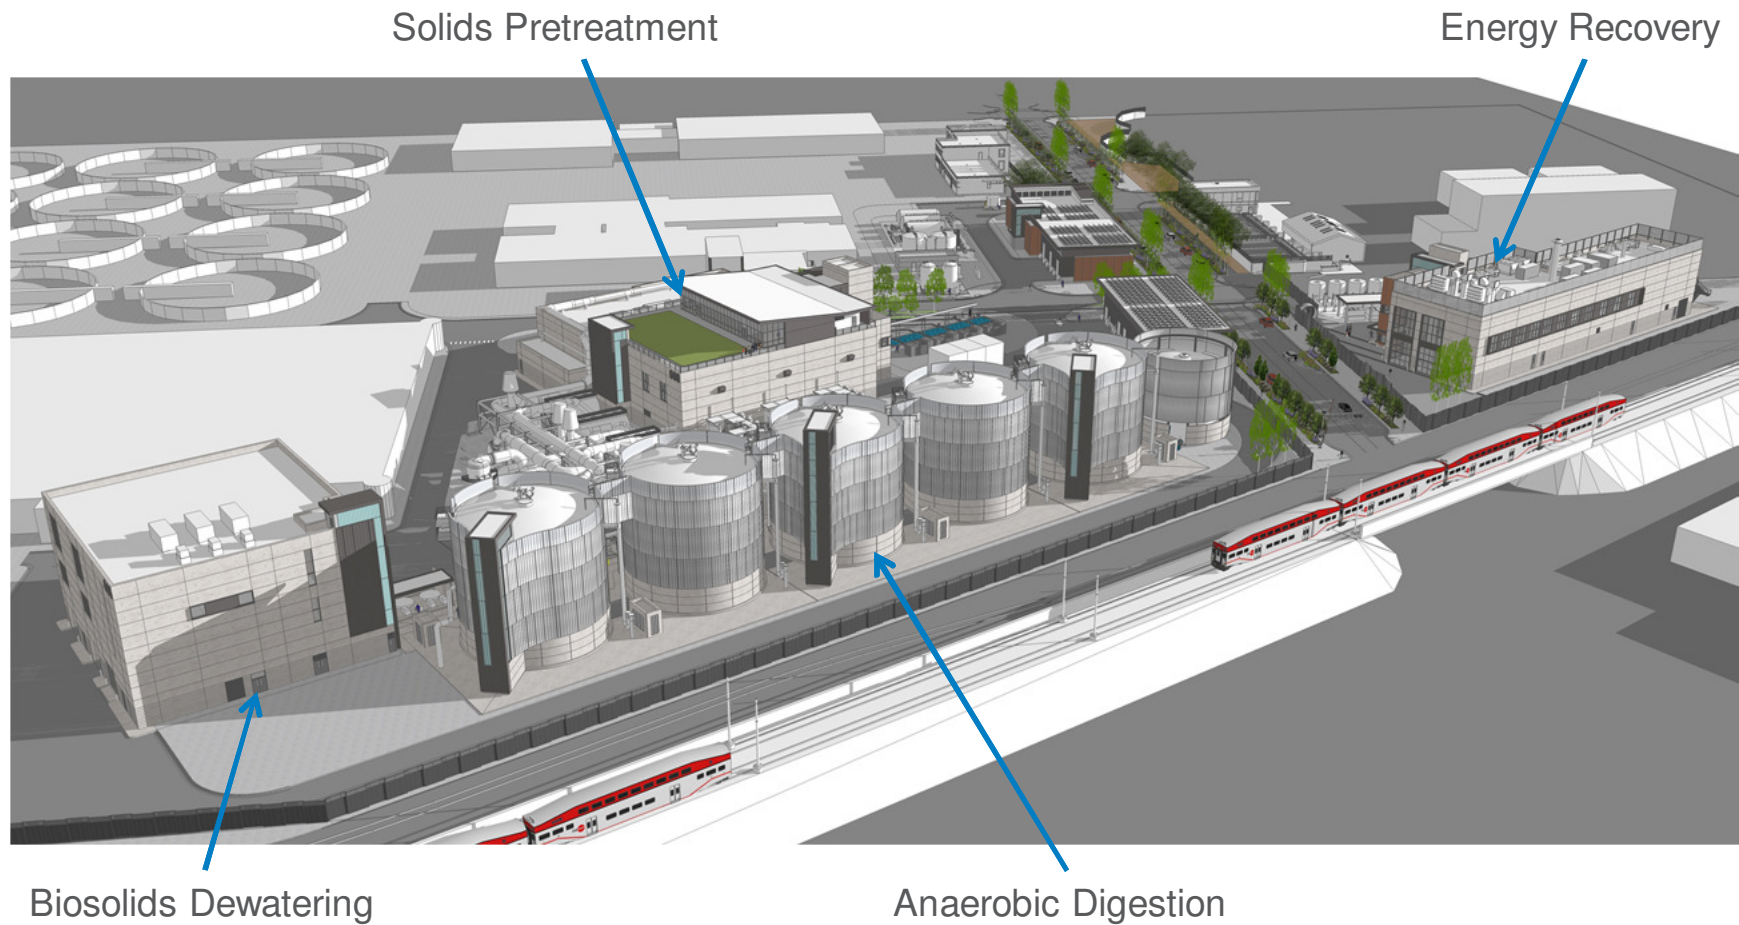 Solids Pretreatment
Energy Recovery
Biosolids Dewatering
Anaerobic Digestion